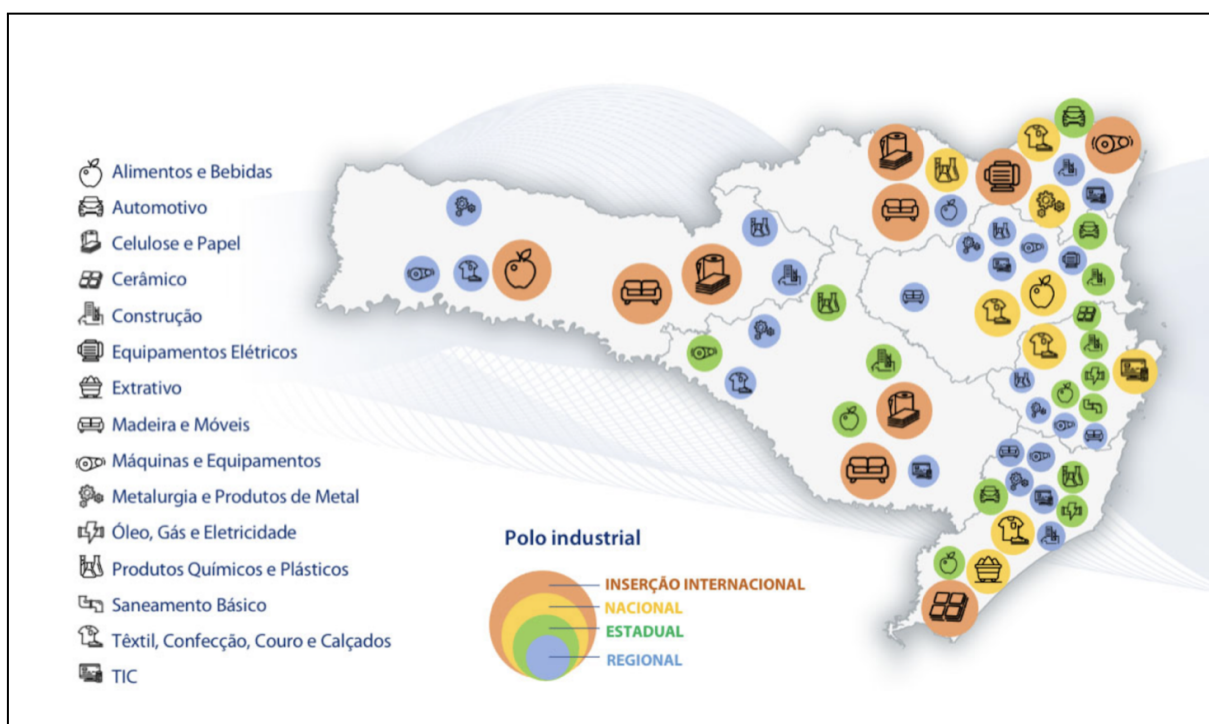 Alimentos e Bebidas
Automotivo
Celulose e Papel
Cerâmico
Construção
Equipamentos Elétricos
Extrativo
Madeira e Móveis
Máquinas e Equipamentos
Metalurgia e Produtos de Metal
Óleo, Gás e Eletricidade
Produtos Químicos e Plásticos
Saneamento Básico
Têxtil, Confecção, Couro e Calçados
TIC
Polo industrial
INSERÇÃO INTERNACIONAL
NACIONAL
ESTADUAL
REGIONAL